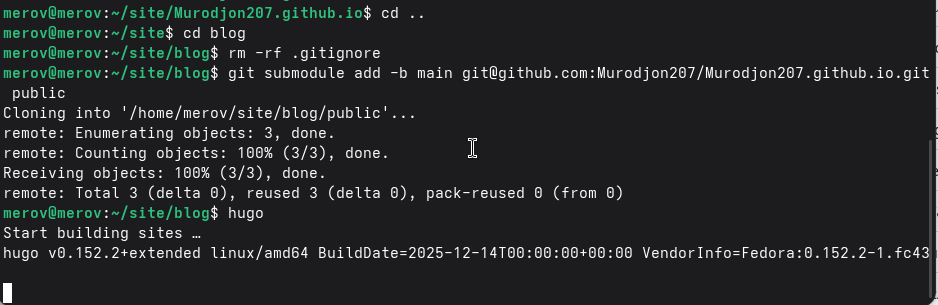 merov@merov:~/site/Murodjon207.github.io$ cd ..
merov@merov:~/site$ cd blog
merov@merov:~/site/blog$ rm -rf .gitignore
merov@merov:~/site/blog$ git submodule add -b main git@github.com:Murodjon207/Murodjon207.github.io.git
 public
Cloning into '/home/merov/site/blog/public'...
remote: Enumerating objects: 3, done.
remote: Counting objects: 100% (3/3), done.
Receiving objects: 100% (3/3), done.
remote: Total 3 (delta 0), reused 3 (delta 0), pack-reused 0 (from 0)
merov@merov:~/site/blog$ hugo
Start building sites …
hugo v0.152.2+extended linux/amd64 BuildDate=2025-12-14T00:00:00+00:00 VendorInfo=Fedora:0.152.2-1.fc43